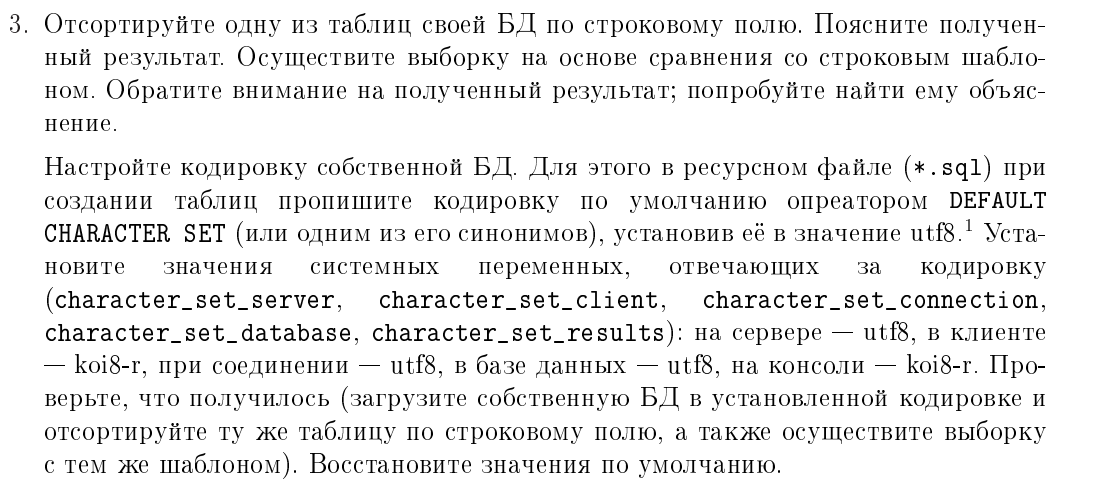 3. Отсортируйте одну из таблиц своей БД по строковому полю. Поясните получен-
ный результат. Осуществите выборку на основе сравнения со строковым шабло-
ном. Обратите внимание на полученный результат; попробуйте найти ему объяс-
нение.
Настройте кодировку собственной БД. Для этого в ресурсном файле (*.sql) при
создании таблиц пропишите кодировку по умолчанию опреатором DEFAULT
CHARACTER SET (или одним из его синонимов), установив её в значение utf8.¹ Уста-
новите значения системных переменных, отвечающих за кодировку
(character_set_server, character_set_client, character_set_connection,
character_set_database, character_set_results): на сервере — utf8, в клиенте
— koi8-r, при соединении — utf8, в базе данных — utf8, на консоли — koi8-r. Про-
верьте, что получилось (загрузите собственную БД в установленной кодировке и
отсортируйте ту же таблицу по строковому полю, а также осуществите выборку
с тем же шаблоном). Восстановите значения по умолчанию.